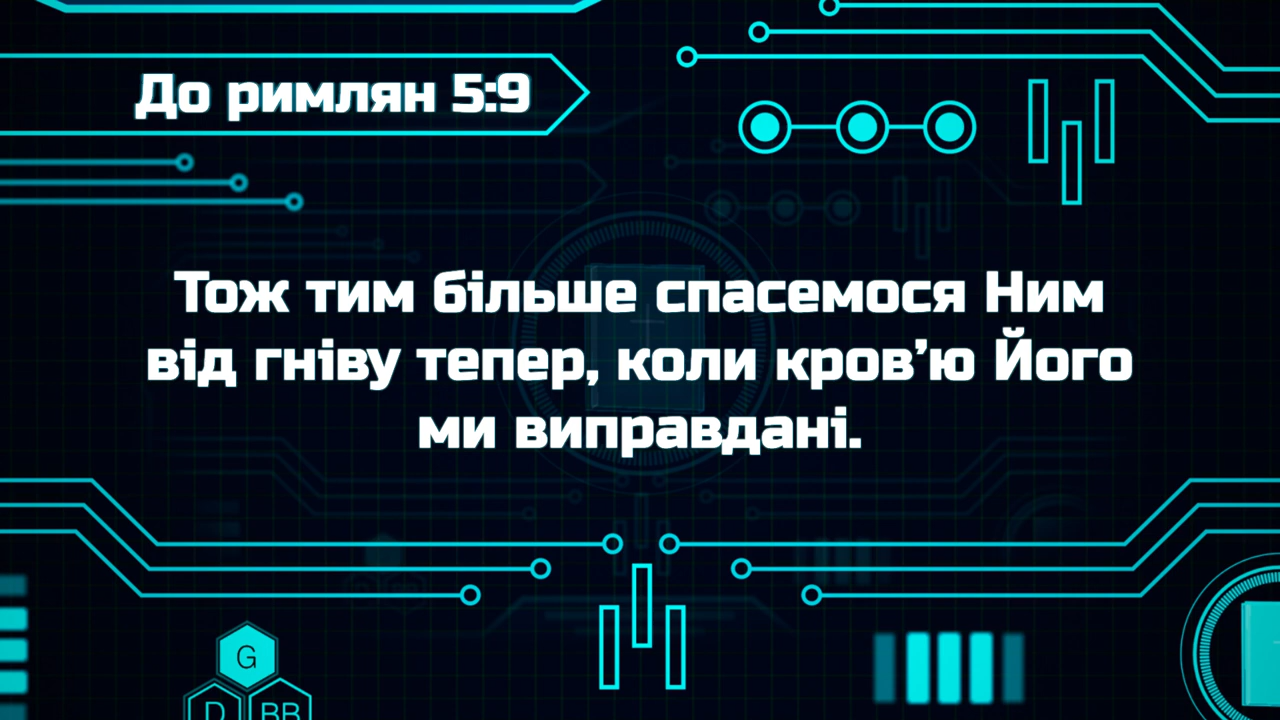 До римлян 5:9
Тож тим більше спасемося Ним
від гніву тепер, коли кров’ю Його
ми виправдані.
G
D BB